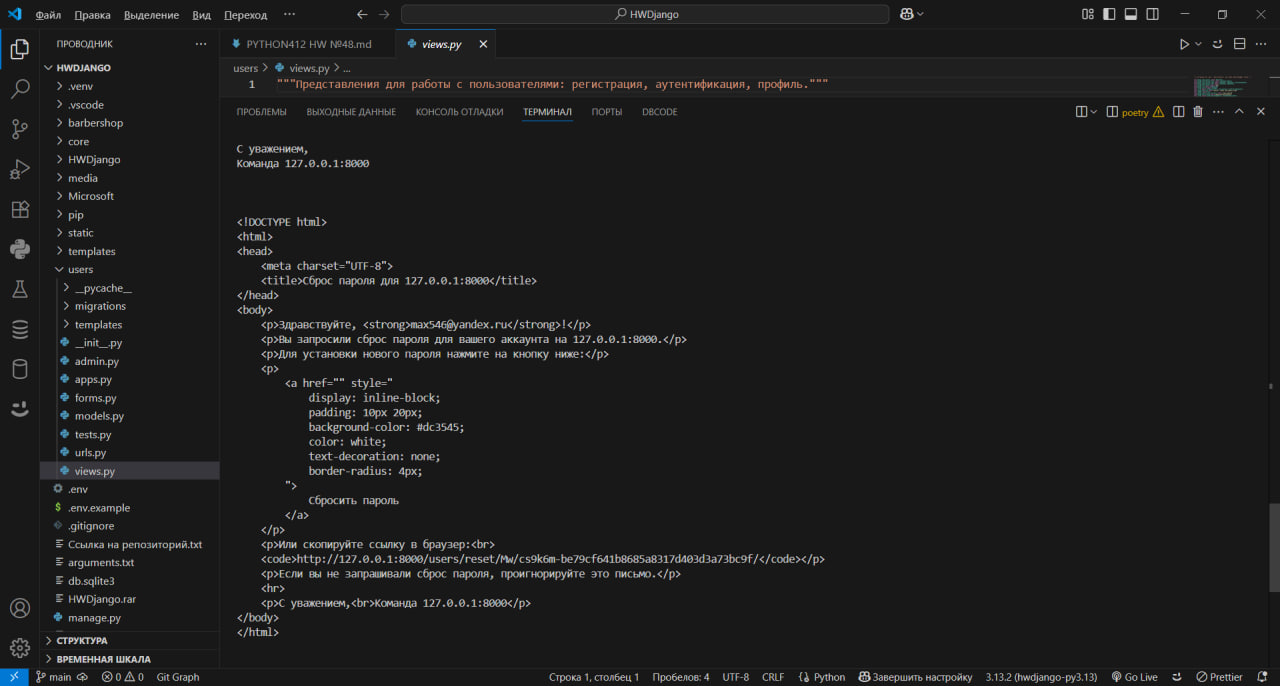 Файл Правка Выделение Вид Переход ··· HWDjango
ПРОВОДНИК ···
PYTHON412 HW №48.md views.py
HWDJANGO
.venv
.vscode
barbershop
core
HWDjango
media
Microsoft
pip
static
templates
users
__pycache__
migrations
templates
__init__.py
admin.py
apps.py
forms.py
models.py
tests.py
urls.py
views.py
.env
.env.example
.gitignore
Ссылка на репозиторий.txt
arguments.txt
db.sqlite3
HWDjango.rar
manage.py
СТРУКТУРА
ВРЕМЕННАЯ ШКАЛА
users > views.py > ...
1 """Представления для работы с пользователями: регистрация, аутентификация, профиль."""
ПРОБЛЕМЫ ВЫХОДНЫЕ ДАННЫЕ КОНСОЛЬ ОТЛАДКИ ТЕРМИНАЛ ПОРТЫ DBCODE poetry
С уважением,
Команда 127.0.0.1:8000
<!DOCTYPE html>
<html>
<head>
<meta charset="UTF-8">
<title>Сброс пароля для 127.0.0.1:8000</title>
</head>
<body>
<p>Здравствуйте, <strong>max546@yandex.ru</strong>!</p>
<p>Вы запросили сброс пароля для вашего аккаунта на 127.0.0.1:8000.</p>
<p>Для установки нового пароля нажмите на кнопку ниже:</p>
<p>
<a href="" style="
display: inline-block;
padding: 10px 20px;
background-color: #dc3545;
color: white;
text-decoration: none;
border-radius: 4px;
">
Сбросить пароль
</a>
</p>
<p>Или скопируйте ссылку в браузер:<br>
<code>http://127.0.0.1:8000/users/reset/Mw/cs9k6m-be79cf641b8685a8317d403d3a73bc9f/</code></p>
<p>Если вы не запрашивали сброс пароля, проигнорируйте это письмо.</p>
<hr>
<p>С уважением,<br>Команда 127.0.0.1:8000</p>
</body>
</html>
main 0 0 Git Graph Строка 1, столбец 1 Пробелов: 4 UTF-8 CRLF Python Завершить настройку 3.13.2 (hwdjango-py3.13) Go Live Prettier